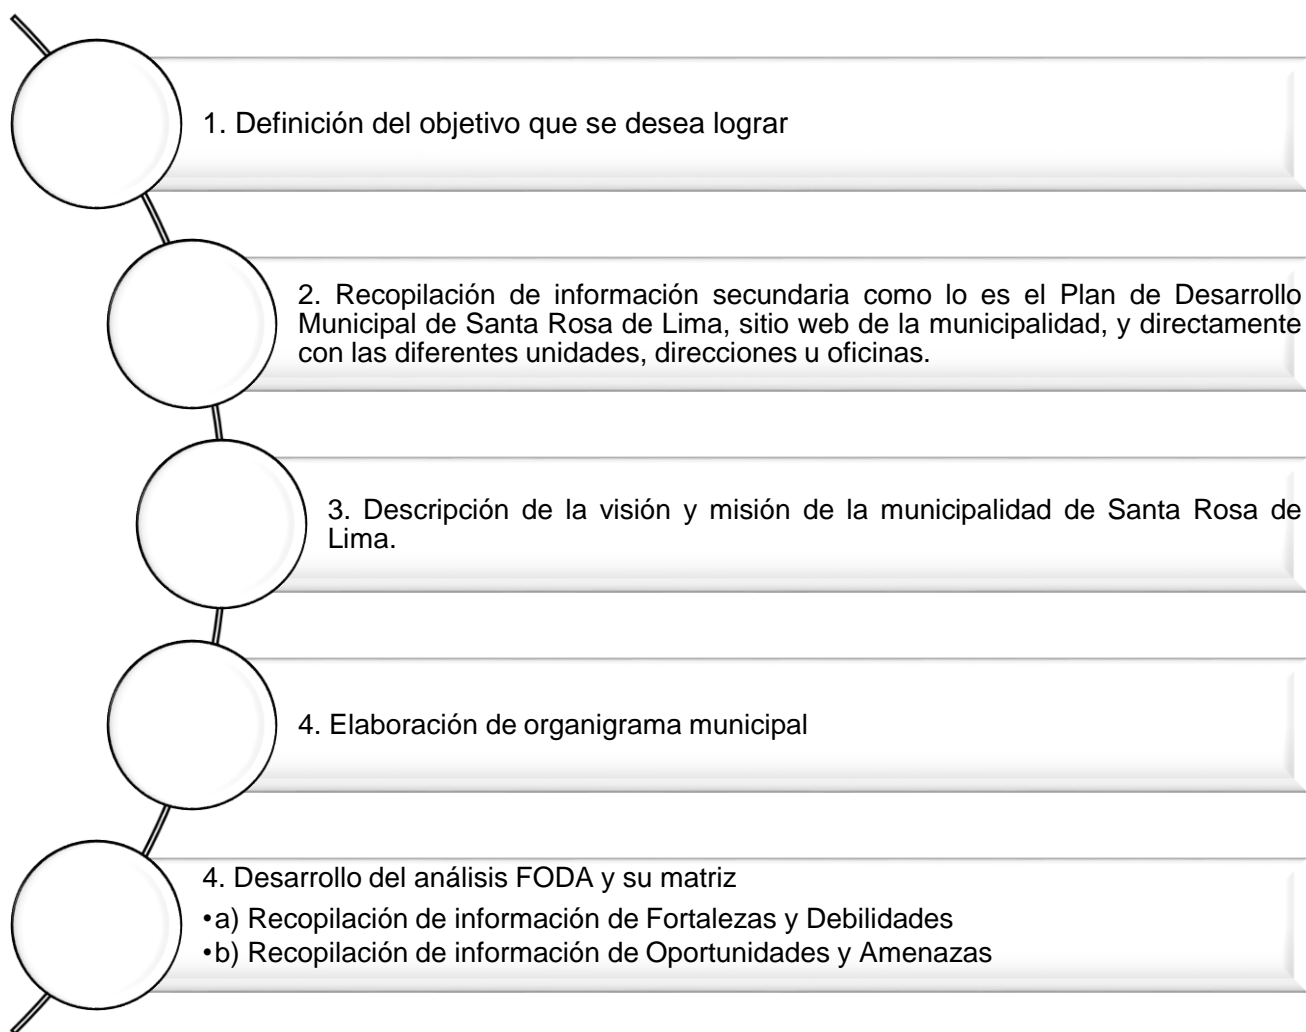 1. Definición del objetivo que se desea lograr
2. Recopilación de información secundaria como lo es el Plan de Desarrollo
Municipal de Santa Rosa de Lima, sitio web de la municipalidad, y directamente
con las diferentes unidades, direcciones u oficinas.
3. Descripción de la visión y misión de la municipalidad de Santa Rosa de
Lima.
4. Elaboración de organigrama municipal
4. Desarrollo del análisis FODA y su matriz
•a) Recopilación de información de Fortalezas y Debilidades
•b) Recopilación de información de Oportunidades y Amenazas